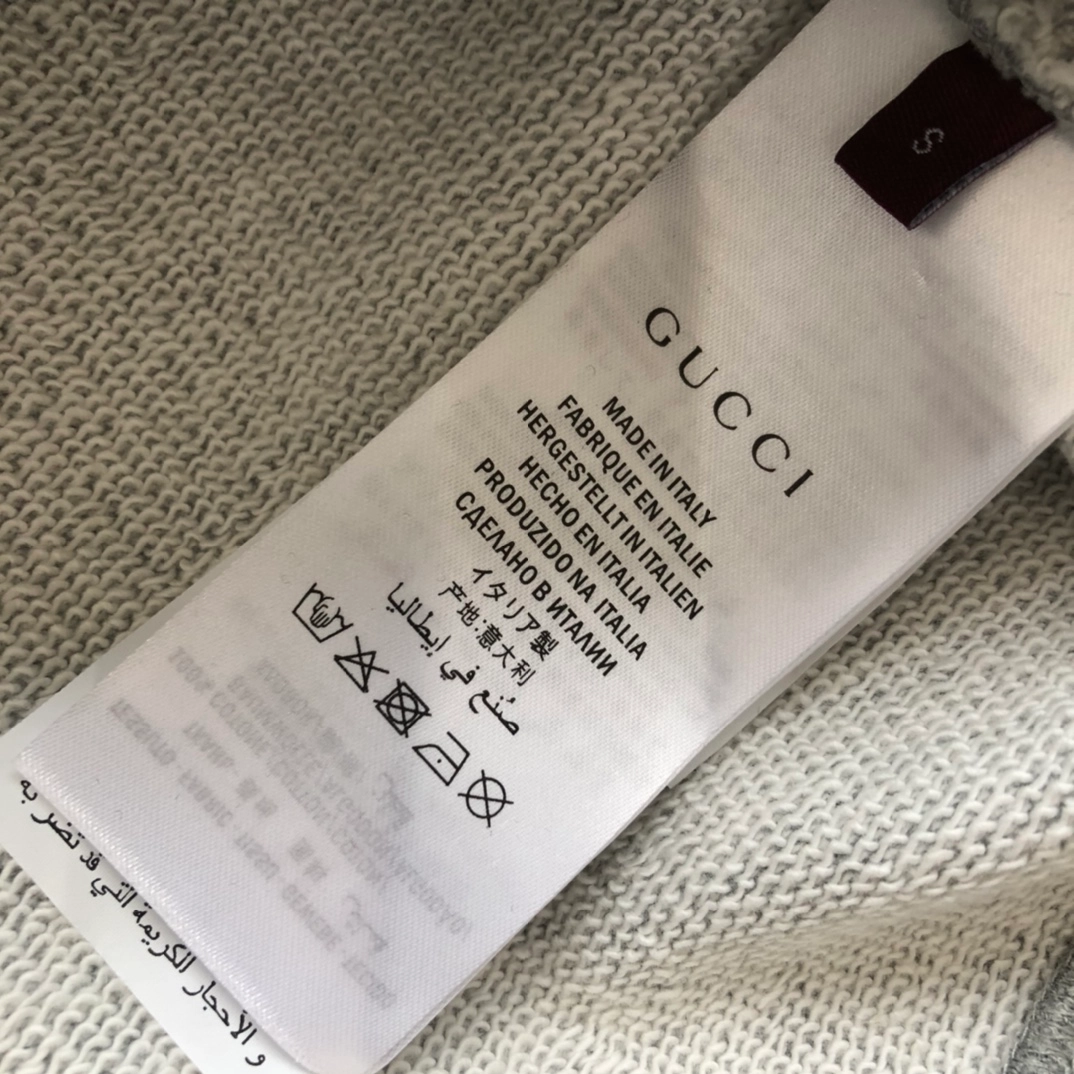 S
GUCCI
MADE IN ITALY
FABRIQUE EN ITALIE
HERGESTELLT IN ITALIEN
HECHO EN ITALIA
PRODUZIDO NA ITALIA
СДЕЛАНО В ИТАЛИИ
イタリア製
产地:意大利
صُنع في إيطاليا
و الأحجار الكريمة التي قد تضر به